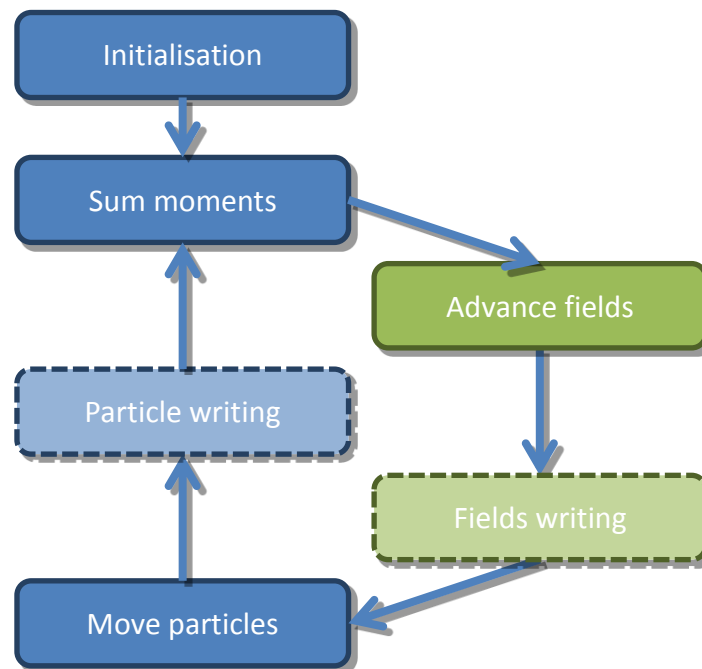 Initialisation
Sum moments
Advance fields
Particle writing
Fields writing
Move particles